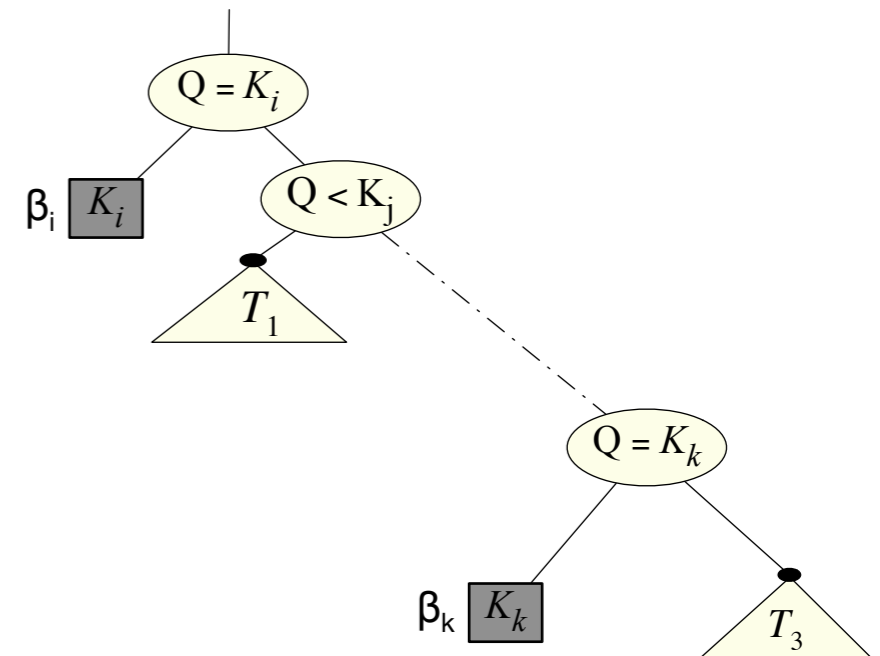 Q = K_i
β_i K_i
Q < K_j
T_1
Q = K_k
β_k K_k
T_3